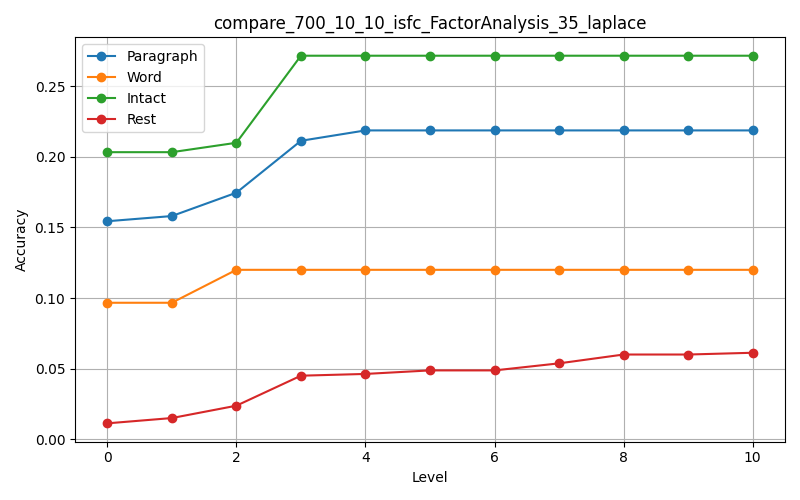 compare_700_10_10_isfc_FactorAnalysis_35_laplace
Paragraph
Word
Intact
Rest
Accuracy
0.25
0.20
0.15
0.10
0.05
0.00
0 2 4 6 8 10
Level